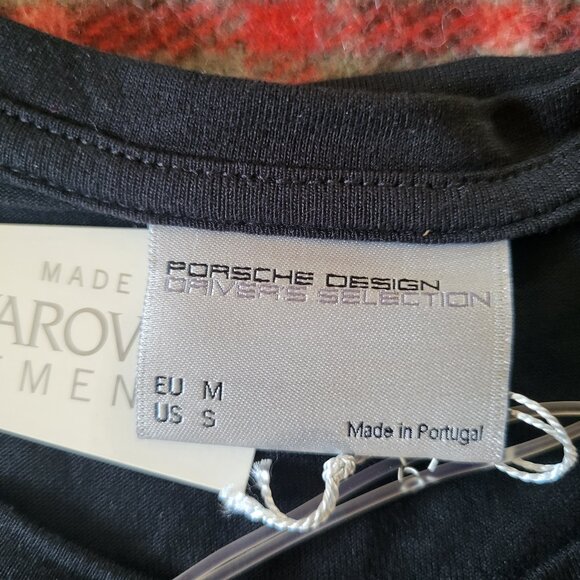 PORSCHE DESIGN
DRIVER'S SELECTION
MADE
AROV
MEN
EU M
US S
Made in Portugal